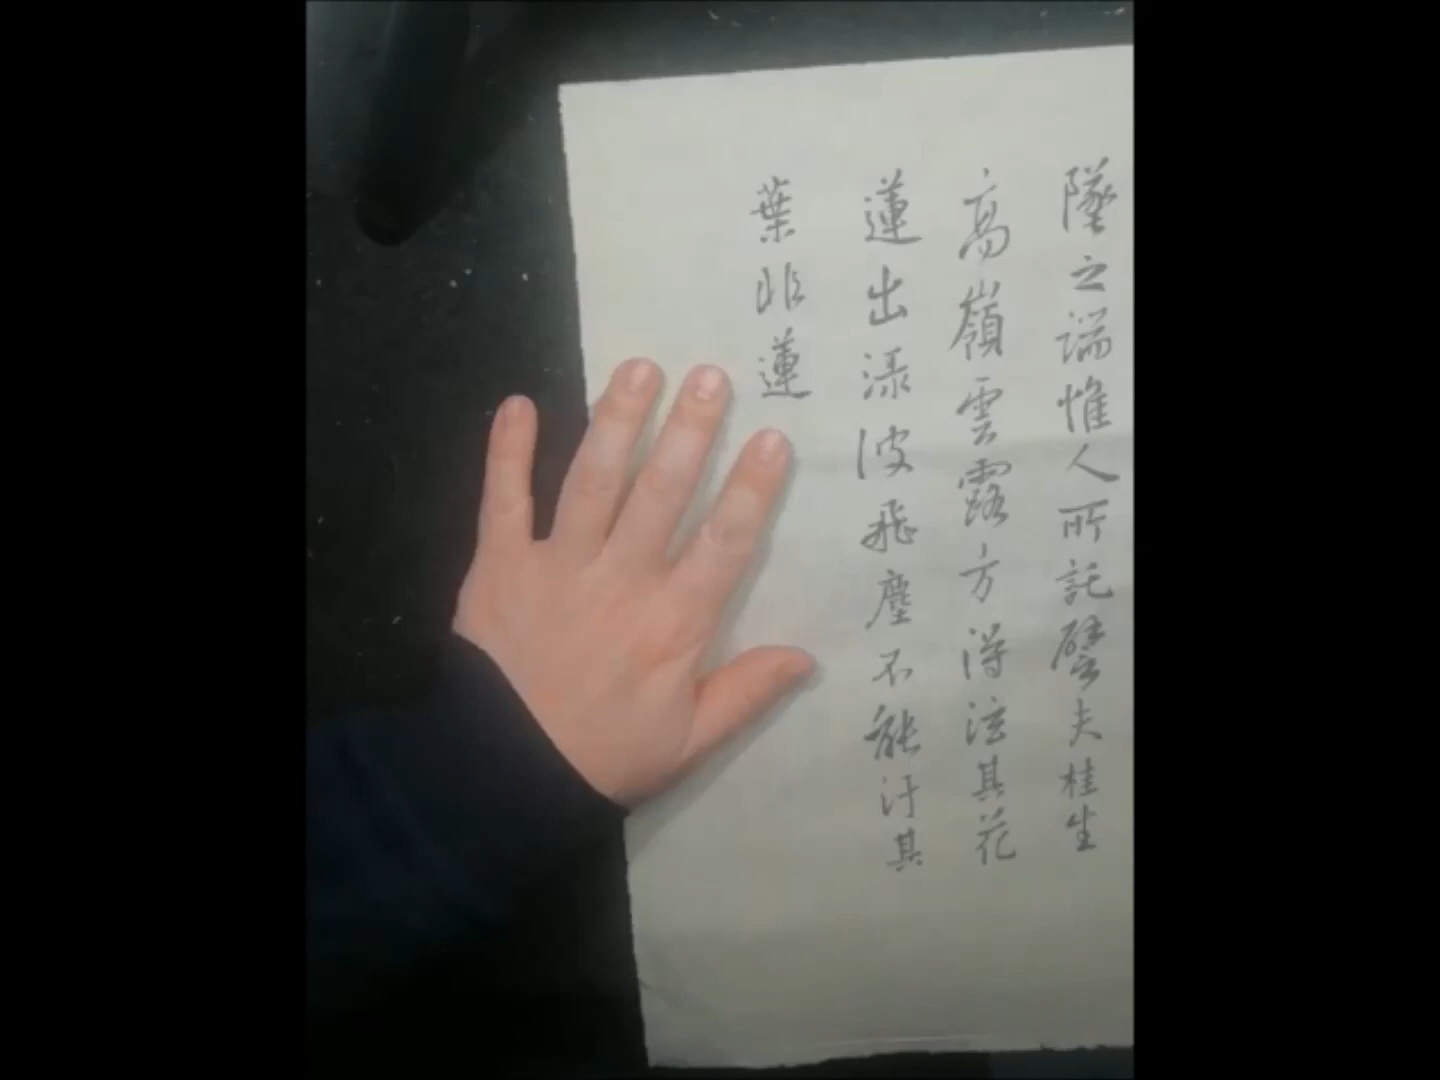 墜之端惟人所託譬夫桂生
高嶺雲露方得泫其花
蓮出淥波飛塵不能汙其
葉非蓮